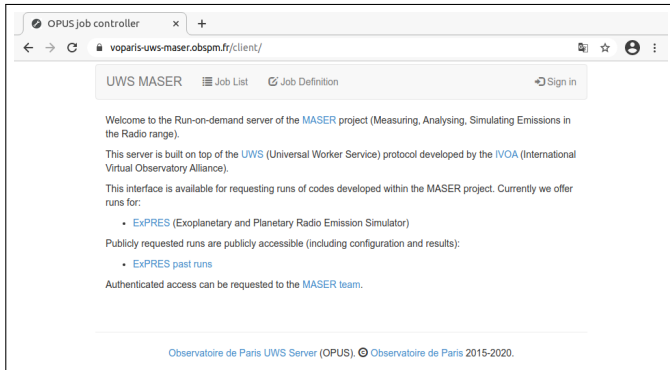 OPUS job controller
voparis-uws-maser.obspm.fr/client/
UWS MASER Job List Job Definition Sign in
Welcome to the Run-on-demand server of the MASER project (Measuring, Analysing, Simulating Emissions in
the Radio range).
This server is built on top of the UWS (Universal Worker Service) protocol developed by the IVOA (International
Virtual Observatory Alliance).
This interface is available for requesting runs of codes developed within the MASER project. Currently we offer
runs for:
• ExPRES (Exoplanetary and Planetary Radio Emission Simulator)
Publicly requested runs are publicly accessible (including configuration and results):
• ExPRES past runs
Authenticated access can be requested to the MASER team.
Observatoire de Paris UWS Server (OPUS). © Observatoire de Paris 2015-2020.